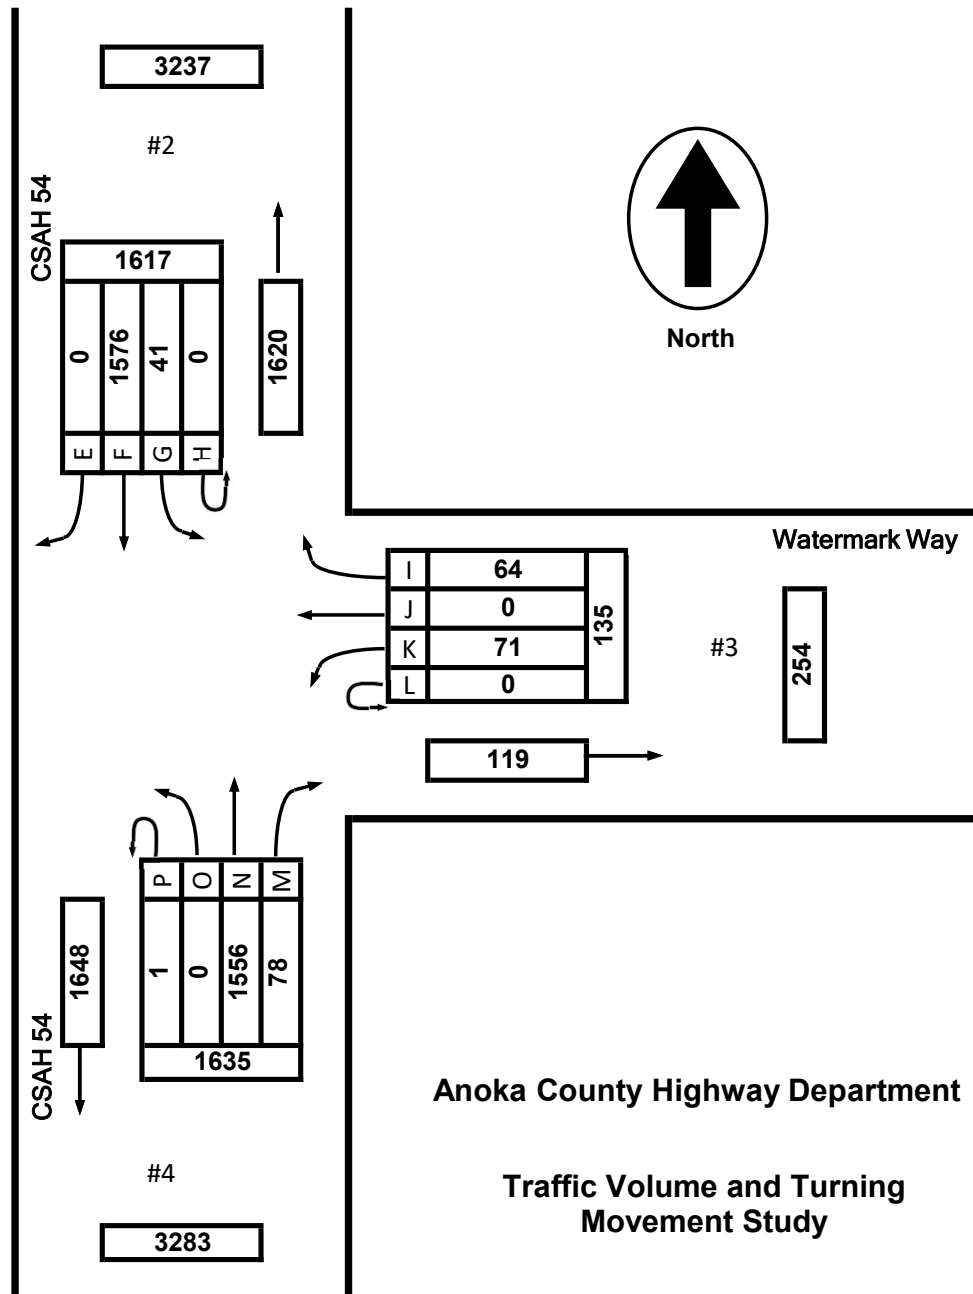 3237
#2
CSAH 54
1617
0
1576
41
0
1620
E
F
G
H
North
Watermark Way
I
64
J
0
K
71
L
0
135
#3
254
119
P
O
N
M
1
0
1556
78
1648
1635
CSAH 54
#4
3283
Anoka County Highway Department
Traffic Volume and Turning
Movement Study